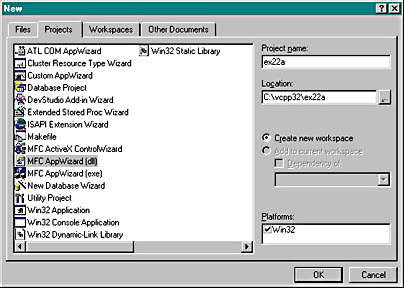 New
Files
Projects
Workspaces
Other Documents
ATL COM AppWizard
Cluster Resource Type Wizard
Custom AppWizard
Database Project
DevStudio Add-in Wizard
Extended Stored Proc Wizard
ISAPI Extension Wizard
Makefile
MFC ActiveX ControlWizard
MFC AppWizard (dll)
MFC AppWizard (exe)
New Database Wizard
Utility Project
Win32 Application
Win32 Console Application
Win32 Dynamic-Link Library
Win32 Static Library
Project name:
ex22a
Location:
C:\vcpp32\ex22a
...
Create new workspace
Add to current workspace
Dependency of:
Platforms:
Win32
OK
Cancel